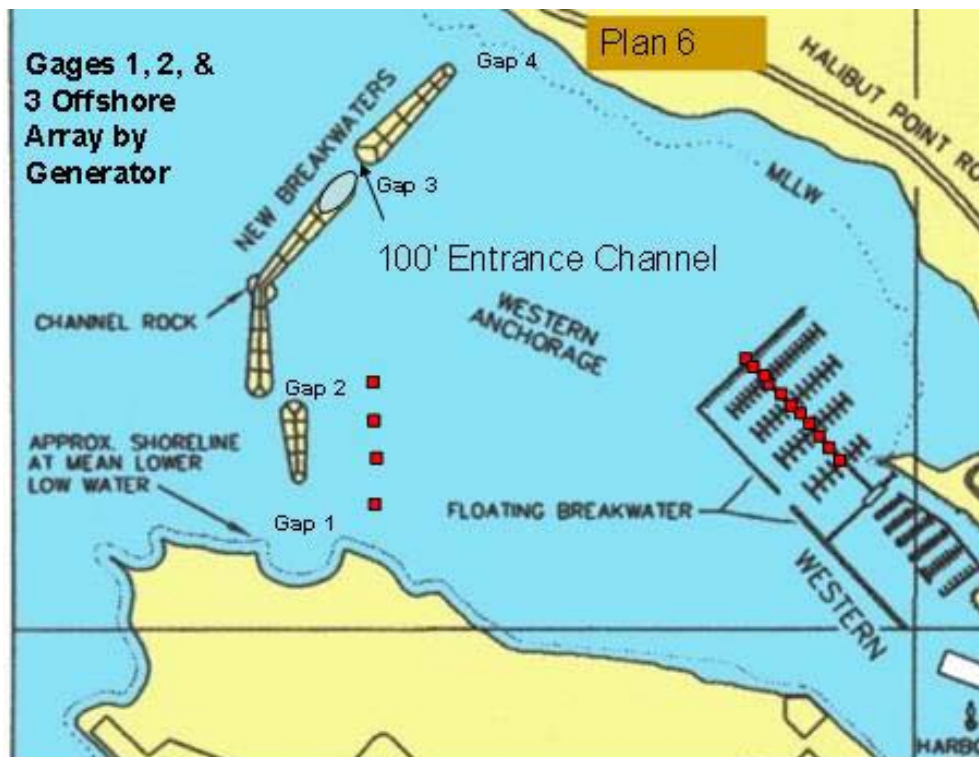 Gages 1, 2, &
3 Offshore
Array by
Generator
Plan 6
Gap 4
HALIBUT POINT
NEW BREAKWATERS
Gap 3
MLLW
100' Entrance Channel
CHANNEL ROCK
WESTERN
ANCHORAGE
Gap 2
APPROX. SHORELINE
AT MEAN LOWER
LOW WATER
Gap 1
FLOATING BREAKWATER
WESTERN